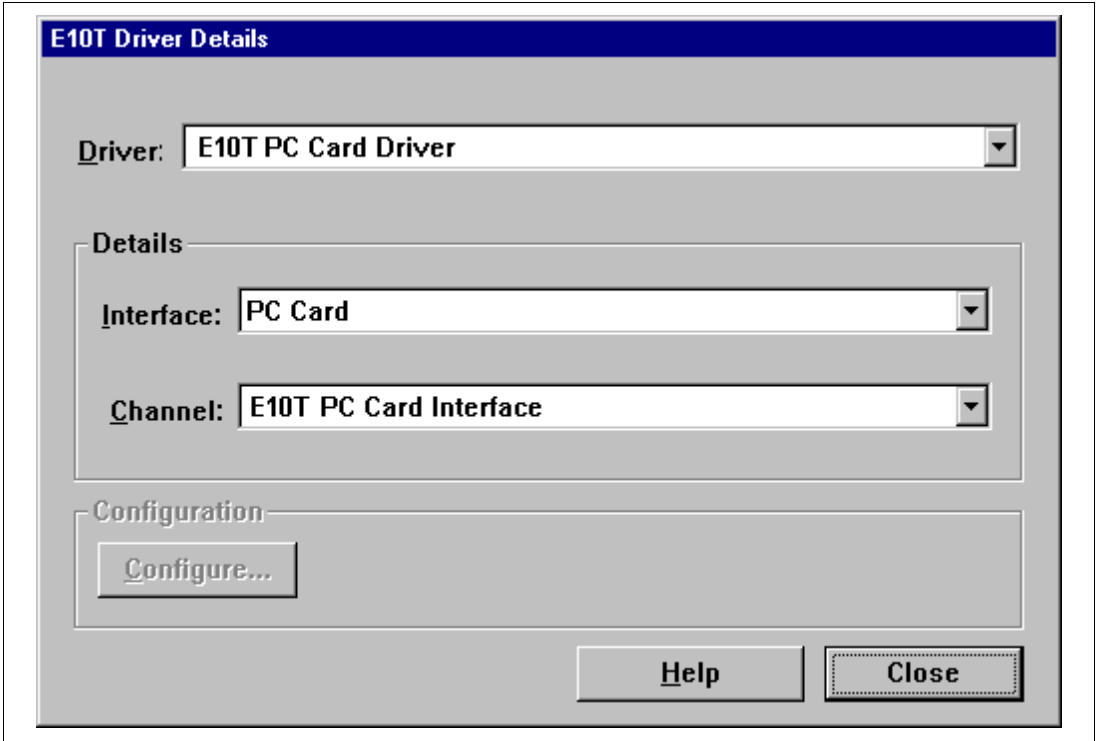 E10T Driver Details
Driver: E10T PC Card Driver
Details
Interface: PC Card
Channel: E10T PC Card Interface
Configuration
Configure...
Help Close